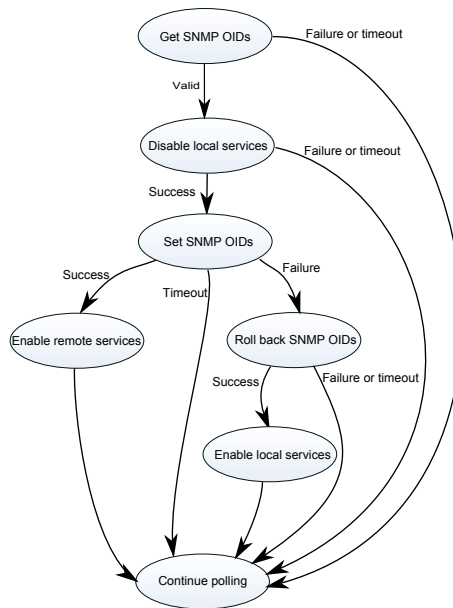 Get SNMP OIDs
Failure or timeout
Valid
Disable local services
Failure or timeout
Success
Set SNMP OIDs
Success
Timeout
Failure
Enable remote services
Roll back SNMP OIDs
Success
Failure or timeout
Enable local services
Continue polling